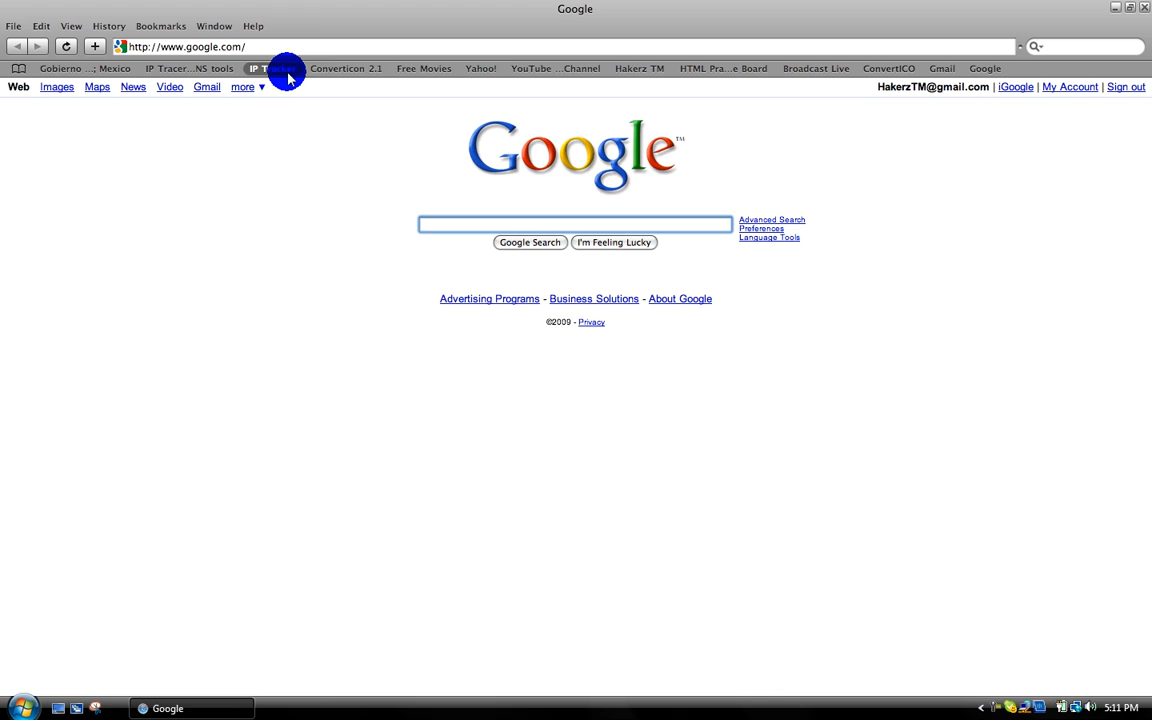 Google
File Edit View History Bookmarks Window Help
http://www.google.com/
Gobierno ...; Mexico IP Tracer...NS tools IP Converticon 2.1 Free Movies Yahoo! YouTube ...Channel Hakerz TM HTML Pra...e Board Broadcast Live ConvertICO Gmail Google
Web Images Maps News Video Gmail more ▼ HakerzTM@gmail.com | iGoogle | My Account | Sign out
Google™
Advanced Search
Preferences
Language Tools
Google Search I'm Feeling Lucky
Advertising Programs - Business Solutions - About Google
©2009 - Privacy
Google 5:11 PM